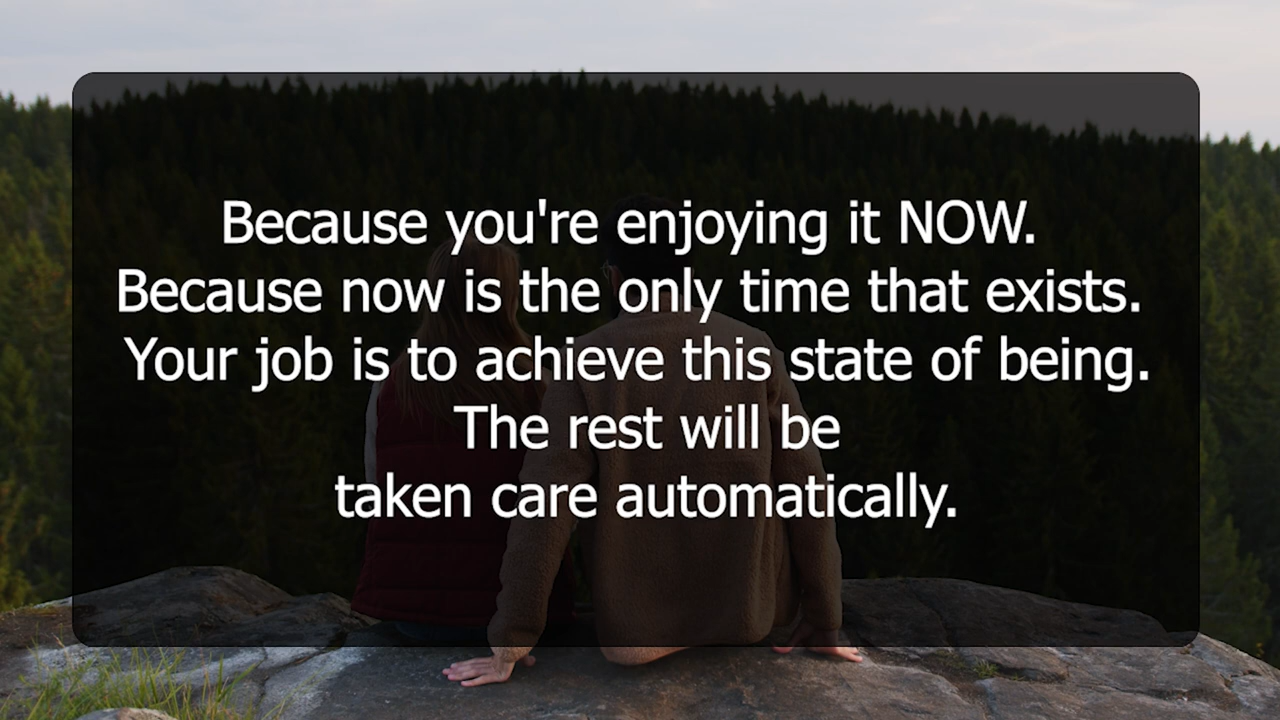 Because you're enjoying it NOW.
Because now is the only time that exists.
Your job is to achieve this state of being.
The rest will be
taken care automatically.